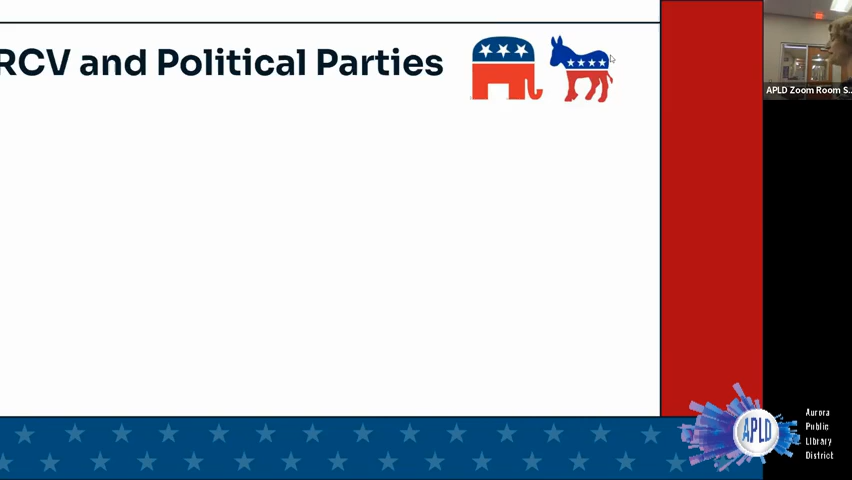 RCV and Political Parties
APLD Zoom Room S...
APLD
Aurora
Public
Library
District